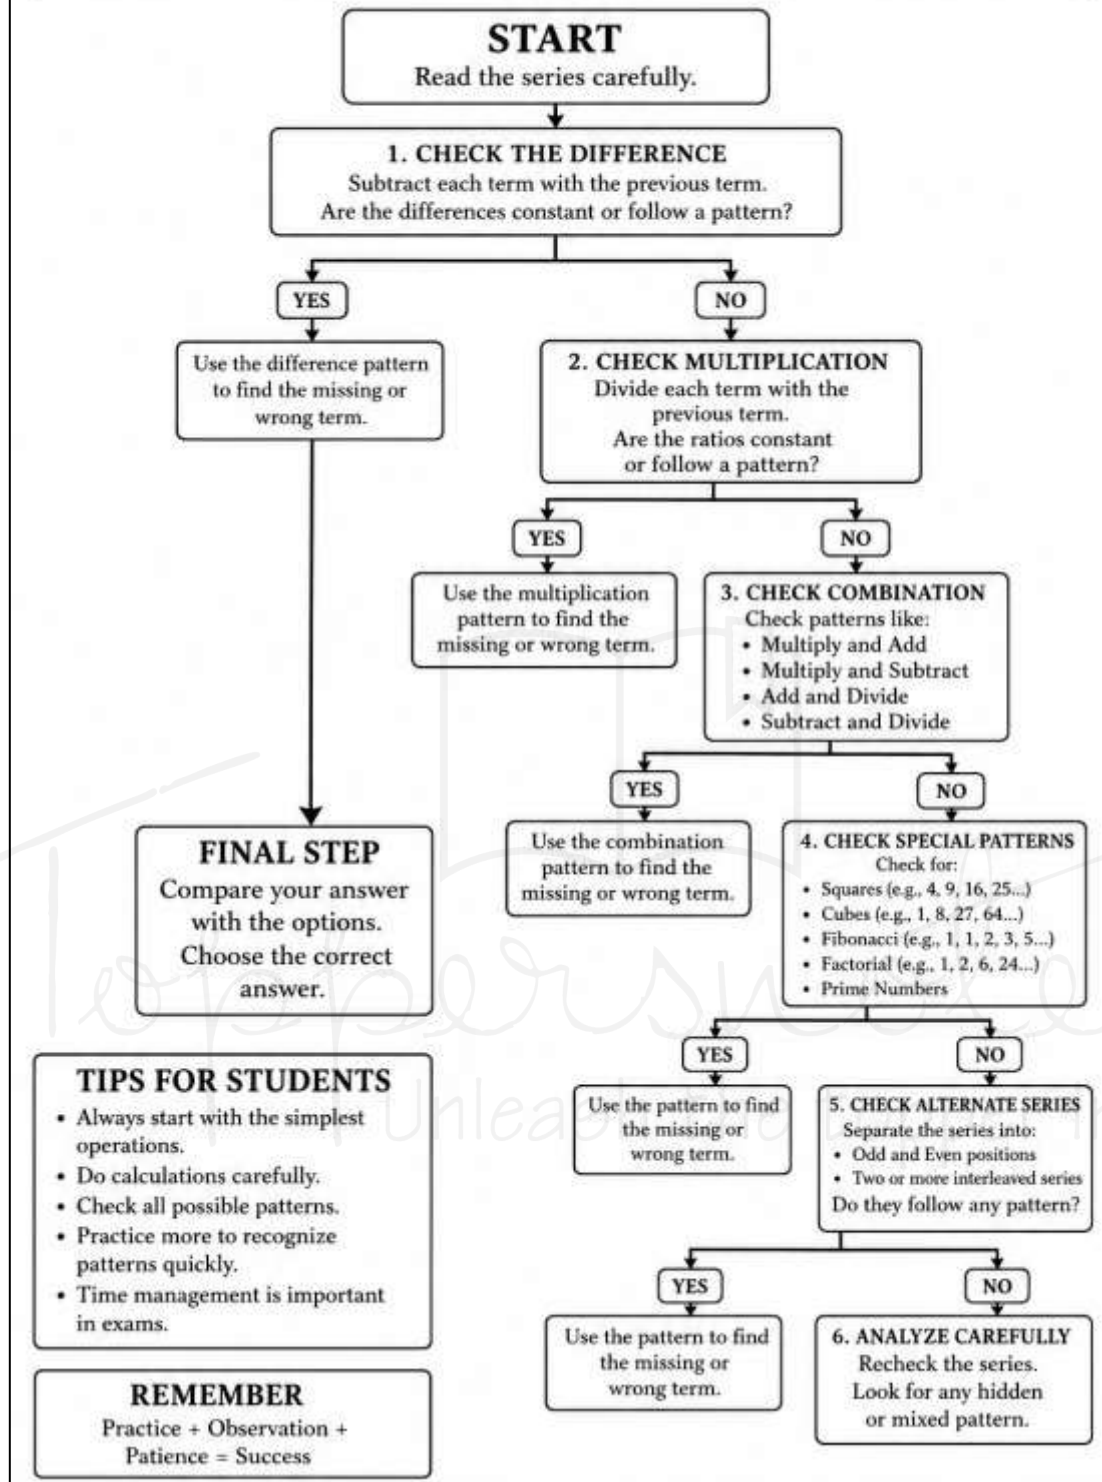 START
Read the series carefully.
1. CHECK THE DIFFERENCE
Subtract each term with the previous term.
Are the differences constant or follow a pattern?
YES
NO
Use the difference pattern
to find the missing or
wrong term.
2. CHECK MULTIPLICATION
Divide each term with the
previous term.
Are the ratios constant
or follow a pattern?
YES
NO
Use the multiplication
pattern to find the
missing or wrong term.
3. CHECK COMBINATION
Check patterns like:
• Multiply and Add
• Multiply and Subtract
• Add and Divide
• Subtract and Divide
YES
NO
Use the combination
pattern to find the
missing or wrong term.
4. CHECK SPECIAL PATTERNS
Check for:
• Squares (e.g., 4, 9, 16, 25...)
• Cubes (e.g., 1, 8, 27, 64...)
• Fibonacci (e.g., 1, 1, 2, 3, 5...)
• Factorial (e.g., 1, 2, 6, 24...)
• Prime Numbers
FINAL STEP
Compare your answer
with the options.
Choose the correct
answer.
YES
NO
Use the pattern to find
the missing or
wrong term.
5. CHECK ALTERNATE SERIES
Separate the series into:
• Odd and Even positions
• Two or more interleaved series
Do they follow any pattern?
YES
NO
Use the pattern to find
the missing or
wrong term.
6. ANALYZE CAREFULLY
Recheck the series.
Look for any hidden
or mixed pattern.
TIPS FOR STUDENTS
• Always start with the simplest
operations.
• Do calculations carefully.
• Check all possible patterns.
• Practice more to recognize
patterns quickly.
• Time management is important
in exams.
REMEMBER
Practice + Observation +
Patience = Success
Toppersnote
Unleash